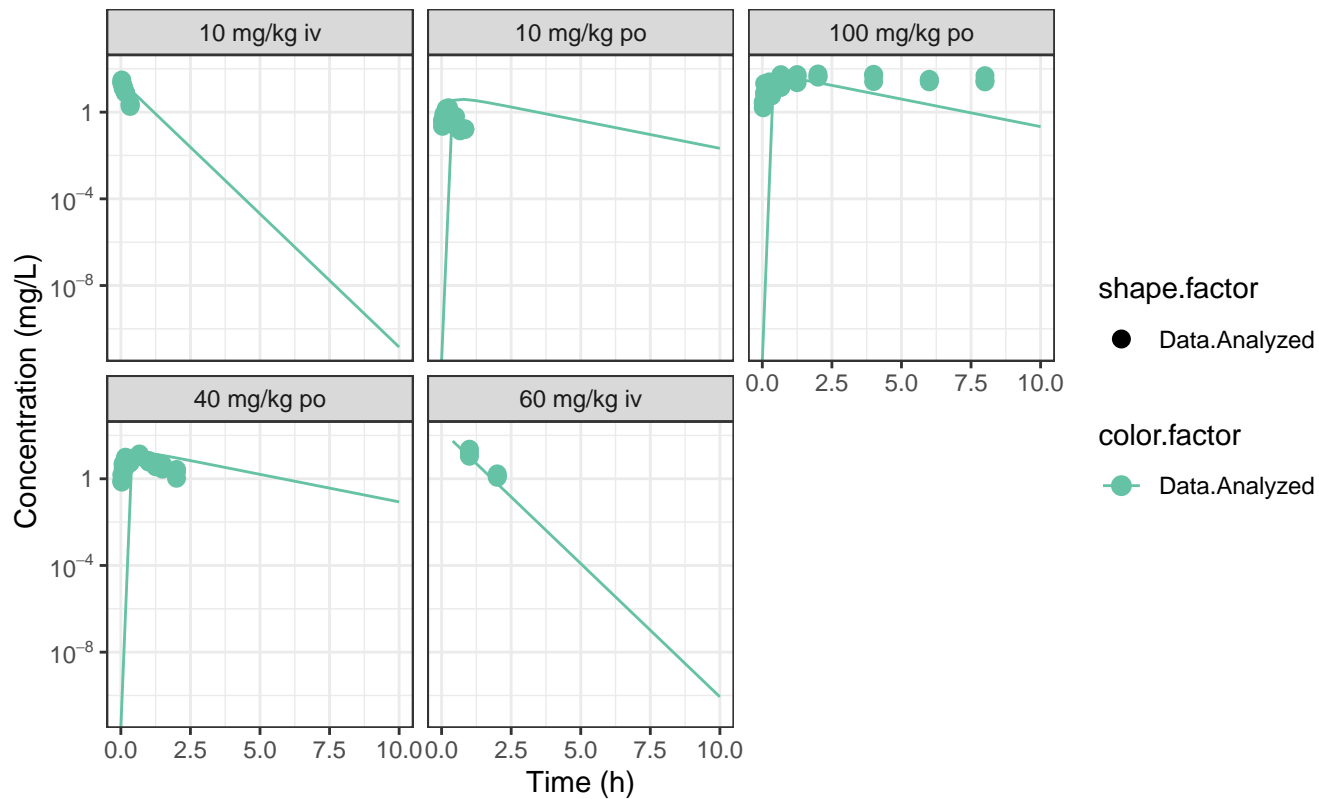 10 mg/kg iv
10 mg/kg po
100 mg/kg po
1
10−4
10−8
0.0 2.5 5.0 7.5 10.0
40 mg/kg po
60 mg/kg iv
1
10−4
10−8
0.0 2.5 5.0 7.5 10.0
0.0 2.5 5.0 7.5 10.0
Concentration (mg/L)
Time (h)
shape.factor
Data.Analyzed
color.factor
Data.Analyzed